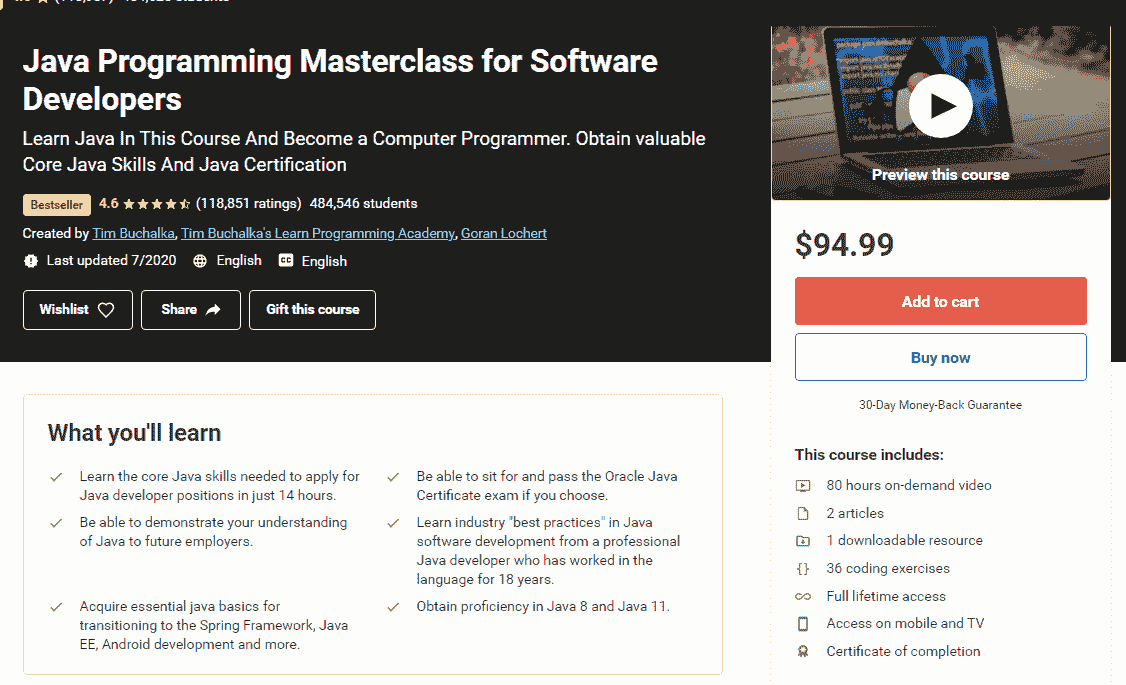 Java Programming Masterclass for Software
Developers
Learn Java In This Course And Become a Computer Programmer. Obtain valuable
Core Java Skills And Java Certification
Bestseller 4.6 (118,851 ratings) 484,546 students
Created by Tim Buchalka, Tim Buchalka's Learn Programming Academy, Goran Lochert
Last updated 7/2020 English CC English
Wishlist Share Gift this course
Preview this course
$94.99
Add to cart
Buy now
30-Day Money-Back Guarantee
This course includes:
80 hours on-demand video
2 articles
1 downloadable resource
36 coding exercises
Full lifetime access
Access on mobile and TV
Certificate of completion
What you'll learn
Learn the core Java skills needed to apply for
Java developer positions in just 14 hours.
Be able to sit for and pass the Oracle Java
Certificate exam if you choose.
Be able to demonstrate your understanding
of Java to future employers.
Learn industry "best practices" in Java
software development from a professional
Java developer who has worked in the
language for 18 years.
Acquire essential java basics for
transitioning to the Spring Framework, Java
EE, Android development and more.
Obtain proficiency in Java 8 and Java 11.